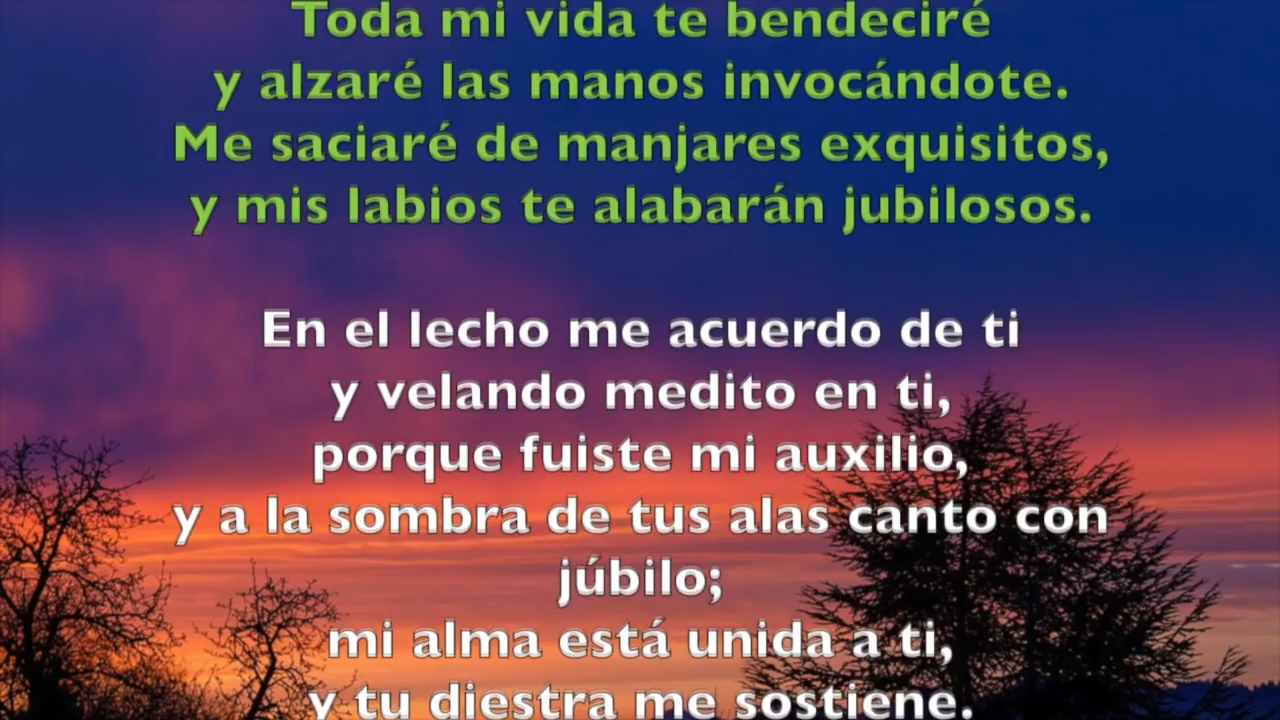 Toda mi vida te bendeciré
y alzaré las manos invocándote.
Me saciaré de manjares exquisitos,
y mis labios te alabarán jubilosos.
En el lecho me acuerdo de ti
y velando medito en ti,
porque fuiste mi auxilio,
y a la sombra de tus alas canto con
júbilo;
mi alma está unida a ti,
y tu diestra me sostiene.